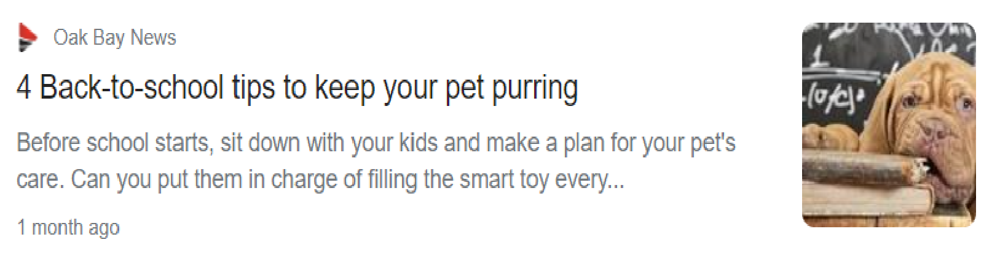 Oak Bay News
4 Back-to-school tips to keep your pet purring
Before school starts, sit down with your kids and make a plan for your pet's
care. Can you put them in charge of filling the smart toy every...
1 month ago